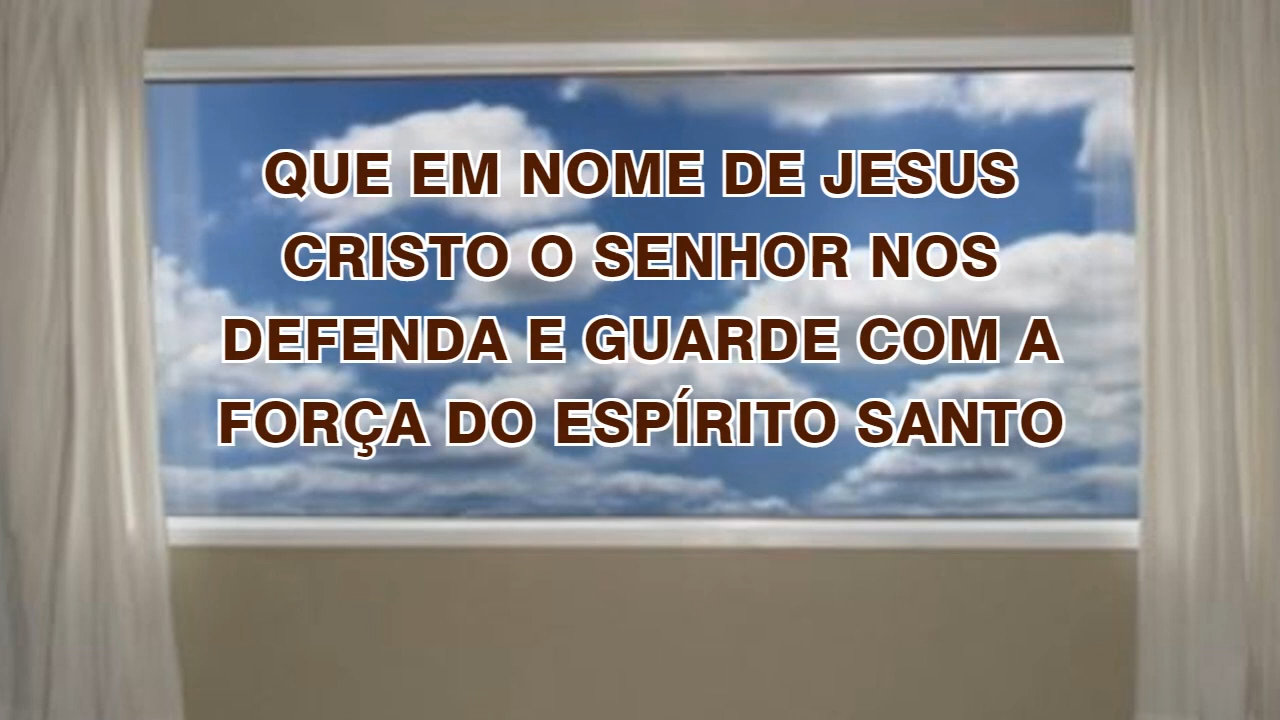 QUE EM NOME DE JESUS
CRISTO O SENHOR NOS
DEFENDA E GUARDE COM A
FORÇA DO ESPÍRITO SANTO